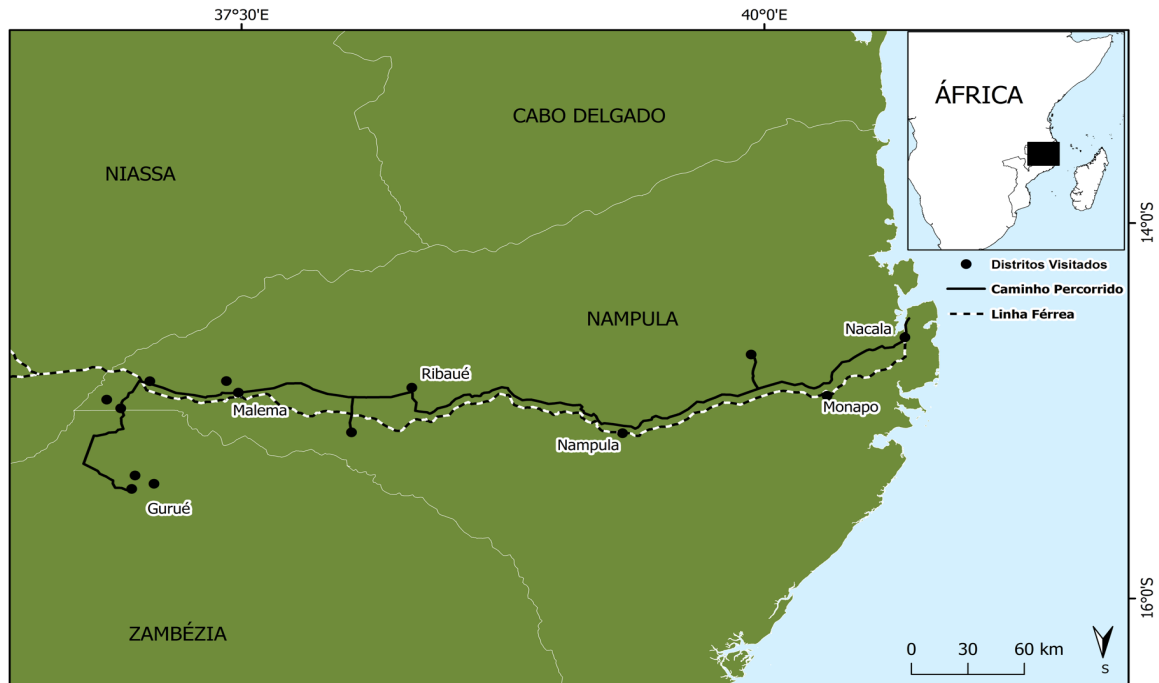 37°30'E
40°0'E
ÁFRICA
CABO DELGADO
NIASSA
14°0'S
Distritos Visitados
Caminho Percorrido
Linha Férrea
NAMPULA
Nacala
Ribaué
Malema
Monapo
Nampula
Gurué
16°0'S
ZAMBÉZIA
0 30 60 km
S